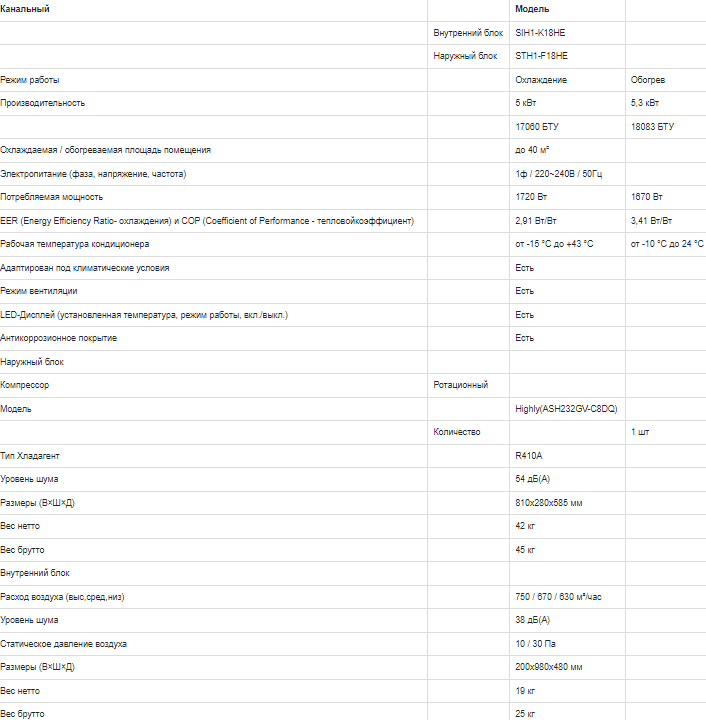 Канальный Модель
Внутренний блок SIH1-K18HE
Наружный блок STH1-F18HE
Режим работы Охлаждение Обогрев
Производительность 5 кВт 5,3 кВт
17060 БТУ 18083 БТУ
Охлаждаемая / обогреваемая площадь помещения до 40 м²
Электропитание (фаза, напряжение, частота) 1ф / 220~240В / 50Гц
Потребляемая мощность 1720 Вт 1670 Вт
EER (Energy Efficiency Ratio- охлаждения) и COP (Coefficient of Performance - тепловойкоэффициент) 2,91 Вт/Вт 3,41 Вт/Вт
Рабочая температура кондиционера от -15 °С до +43 °С от -10 °С до 24 °С
Адаптирован под климатические условия Есть
Режим вентиляции Есть
LED-Дисплей (установленная температура, режим работы, вкл./выкл.) Есть
Антикоррозионное покрытие Есть
Наружный блок
Компрессор Ротационный
Модель Highly(ASH232GV-C8DQ)
Количество 1 шт
Тип Хладагент R410A
Уровень шума 54 дБ(А)
Размеры (В×Ш×Д) 810x280x585 мм
Вес нетто 42 кг
Вес брутто 45 кг
Внутренний блок
Расход воздуха (выс,сред,низ) 750 / 670 / 630 м³/час
Уровень шума 38 дБ(А)
Статическое давление воздуха 10 / 30 Па
Размеры (В×Ш×Д) 200x980x480 мм
Вес нетто 19 кг
Вес брутто 25 кг